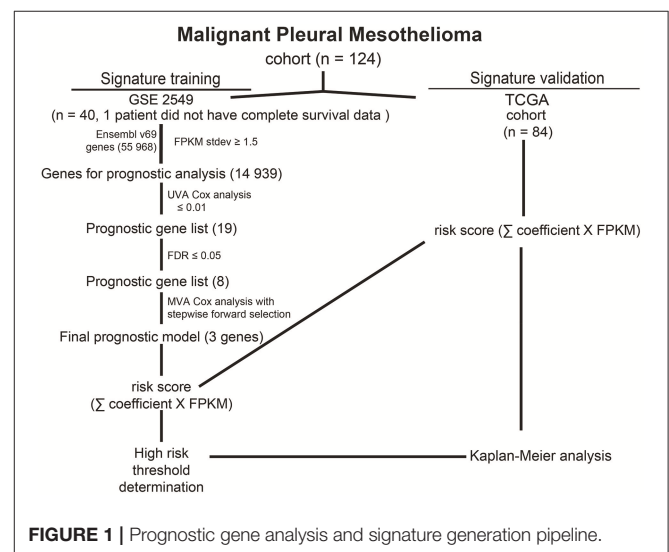 Malignant Pleural Mesothelioma
cohort (n = 124)
Signature training
GSE 2549
(n = 40, 1 patient did not have complete survival data )
Ensembl v69
genes (55 968)
FPKM stdev ≥ 1.5
Genes for prognostic analysis (14 939)
UVA Cox analysis
≤ 0.01
Prognostic gene list (19)
FDR ≤ 0.05
Prognostic gene list (8)
MVA Cox analysis with
stepwise forward selection
Final prognostic model (3 genes)
risk score
(∑ coefficient X FPKM)
High risk
threshold
determination
Signature validation
TCGA
cohort
(n = 84)
risk score (∑ coefficient X FPKM)
Kaplan-Meier analysis
FIGURE 1 | Prognostic gene analysis and signature generation pipeline.